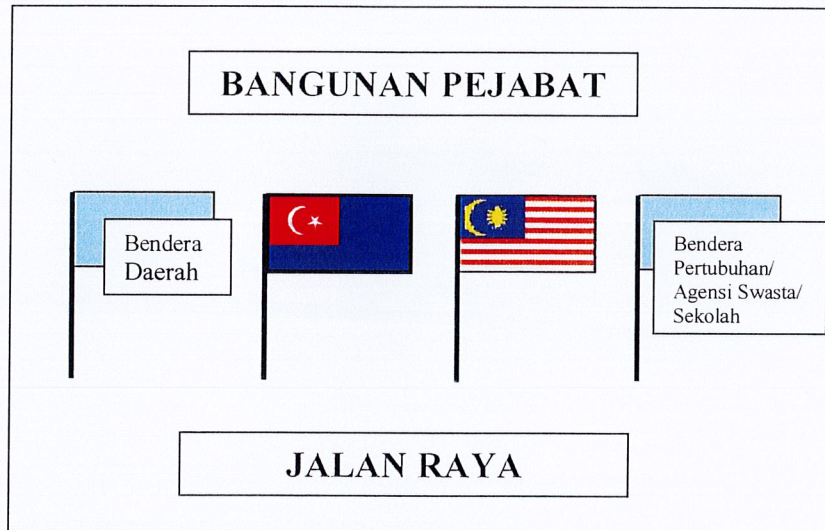 BANGUNAN PEJABAT
Bendera
Daerah
Bendera
Pertubuhan/
Agensi Swasta/
Sekolah
JALAN RAYA